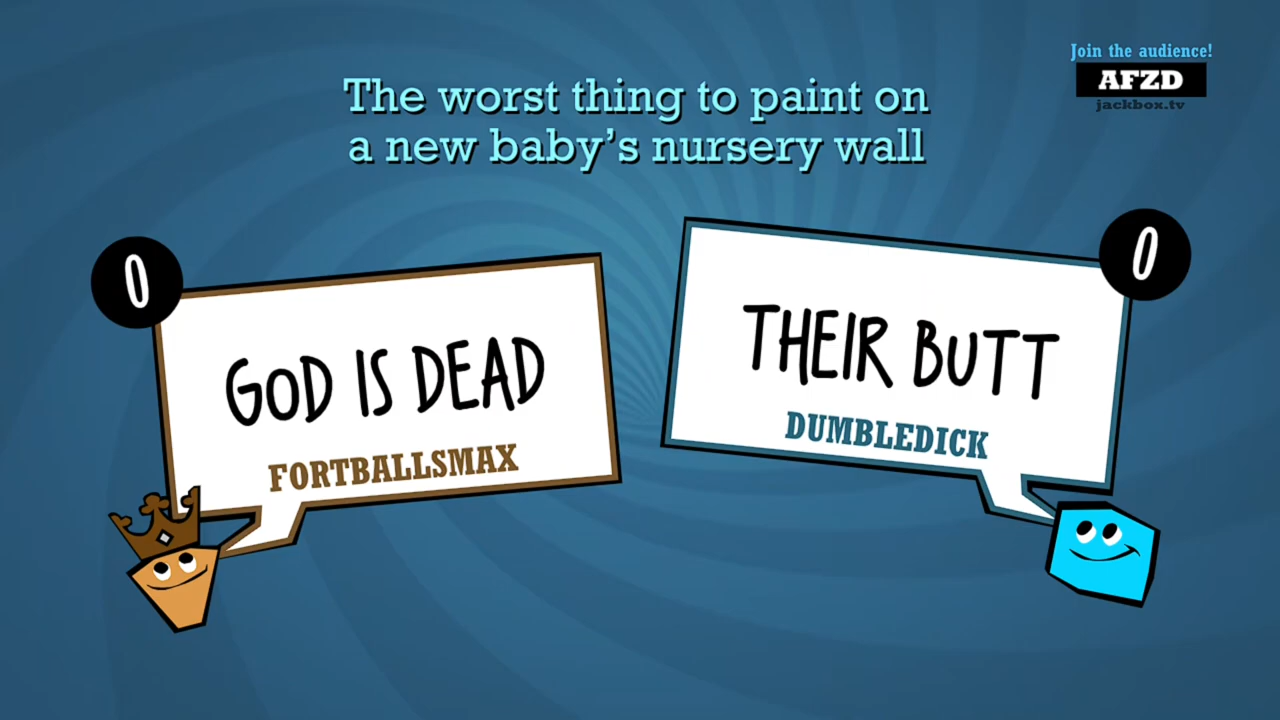 Join the audience!
AFZD
jackbox.tv
The worst thing to paint on
a new baby's nursery wall
0
GOD IS DEAD
FORTBALLSMAX
0
THEIR BUTT
DUMBLEDICK